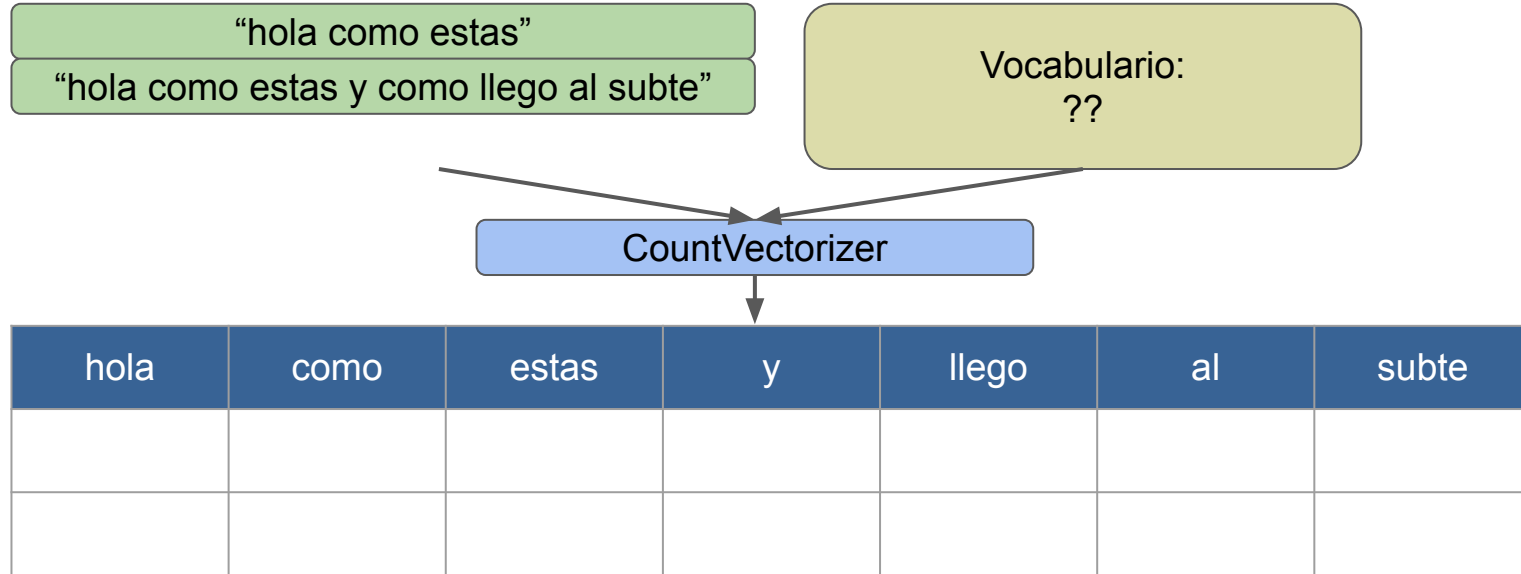 “hola como estas”
“hola como estas y como llego al subte”
Vocabulario:
??
CountVectorizer
hola como estas y llego al subte